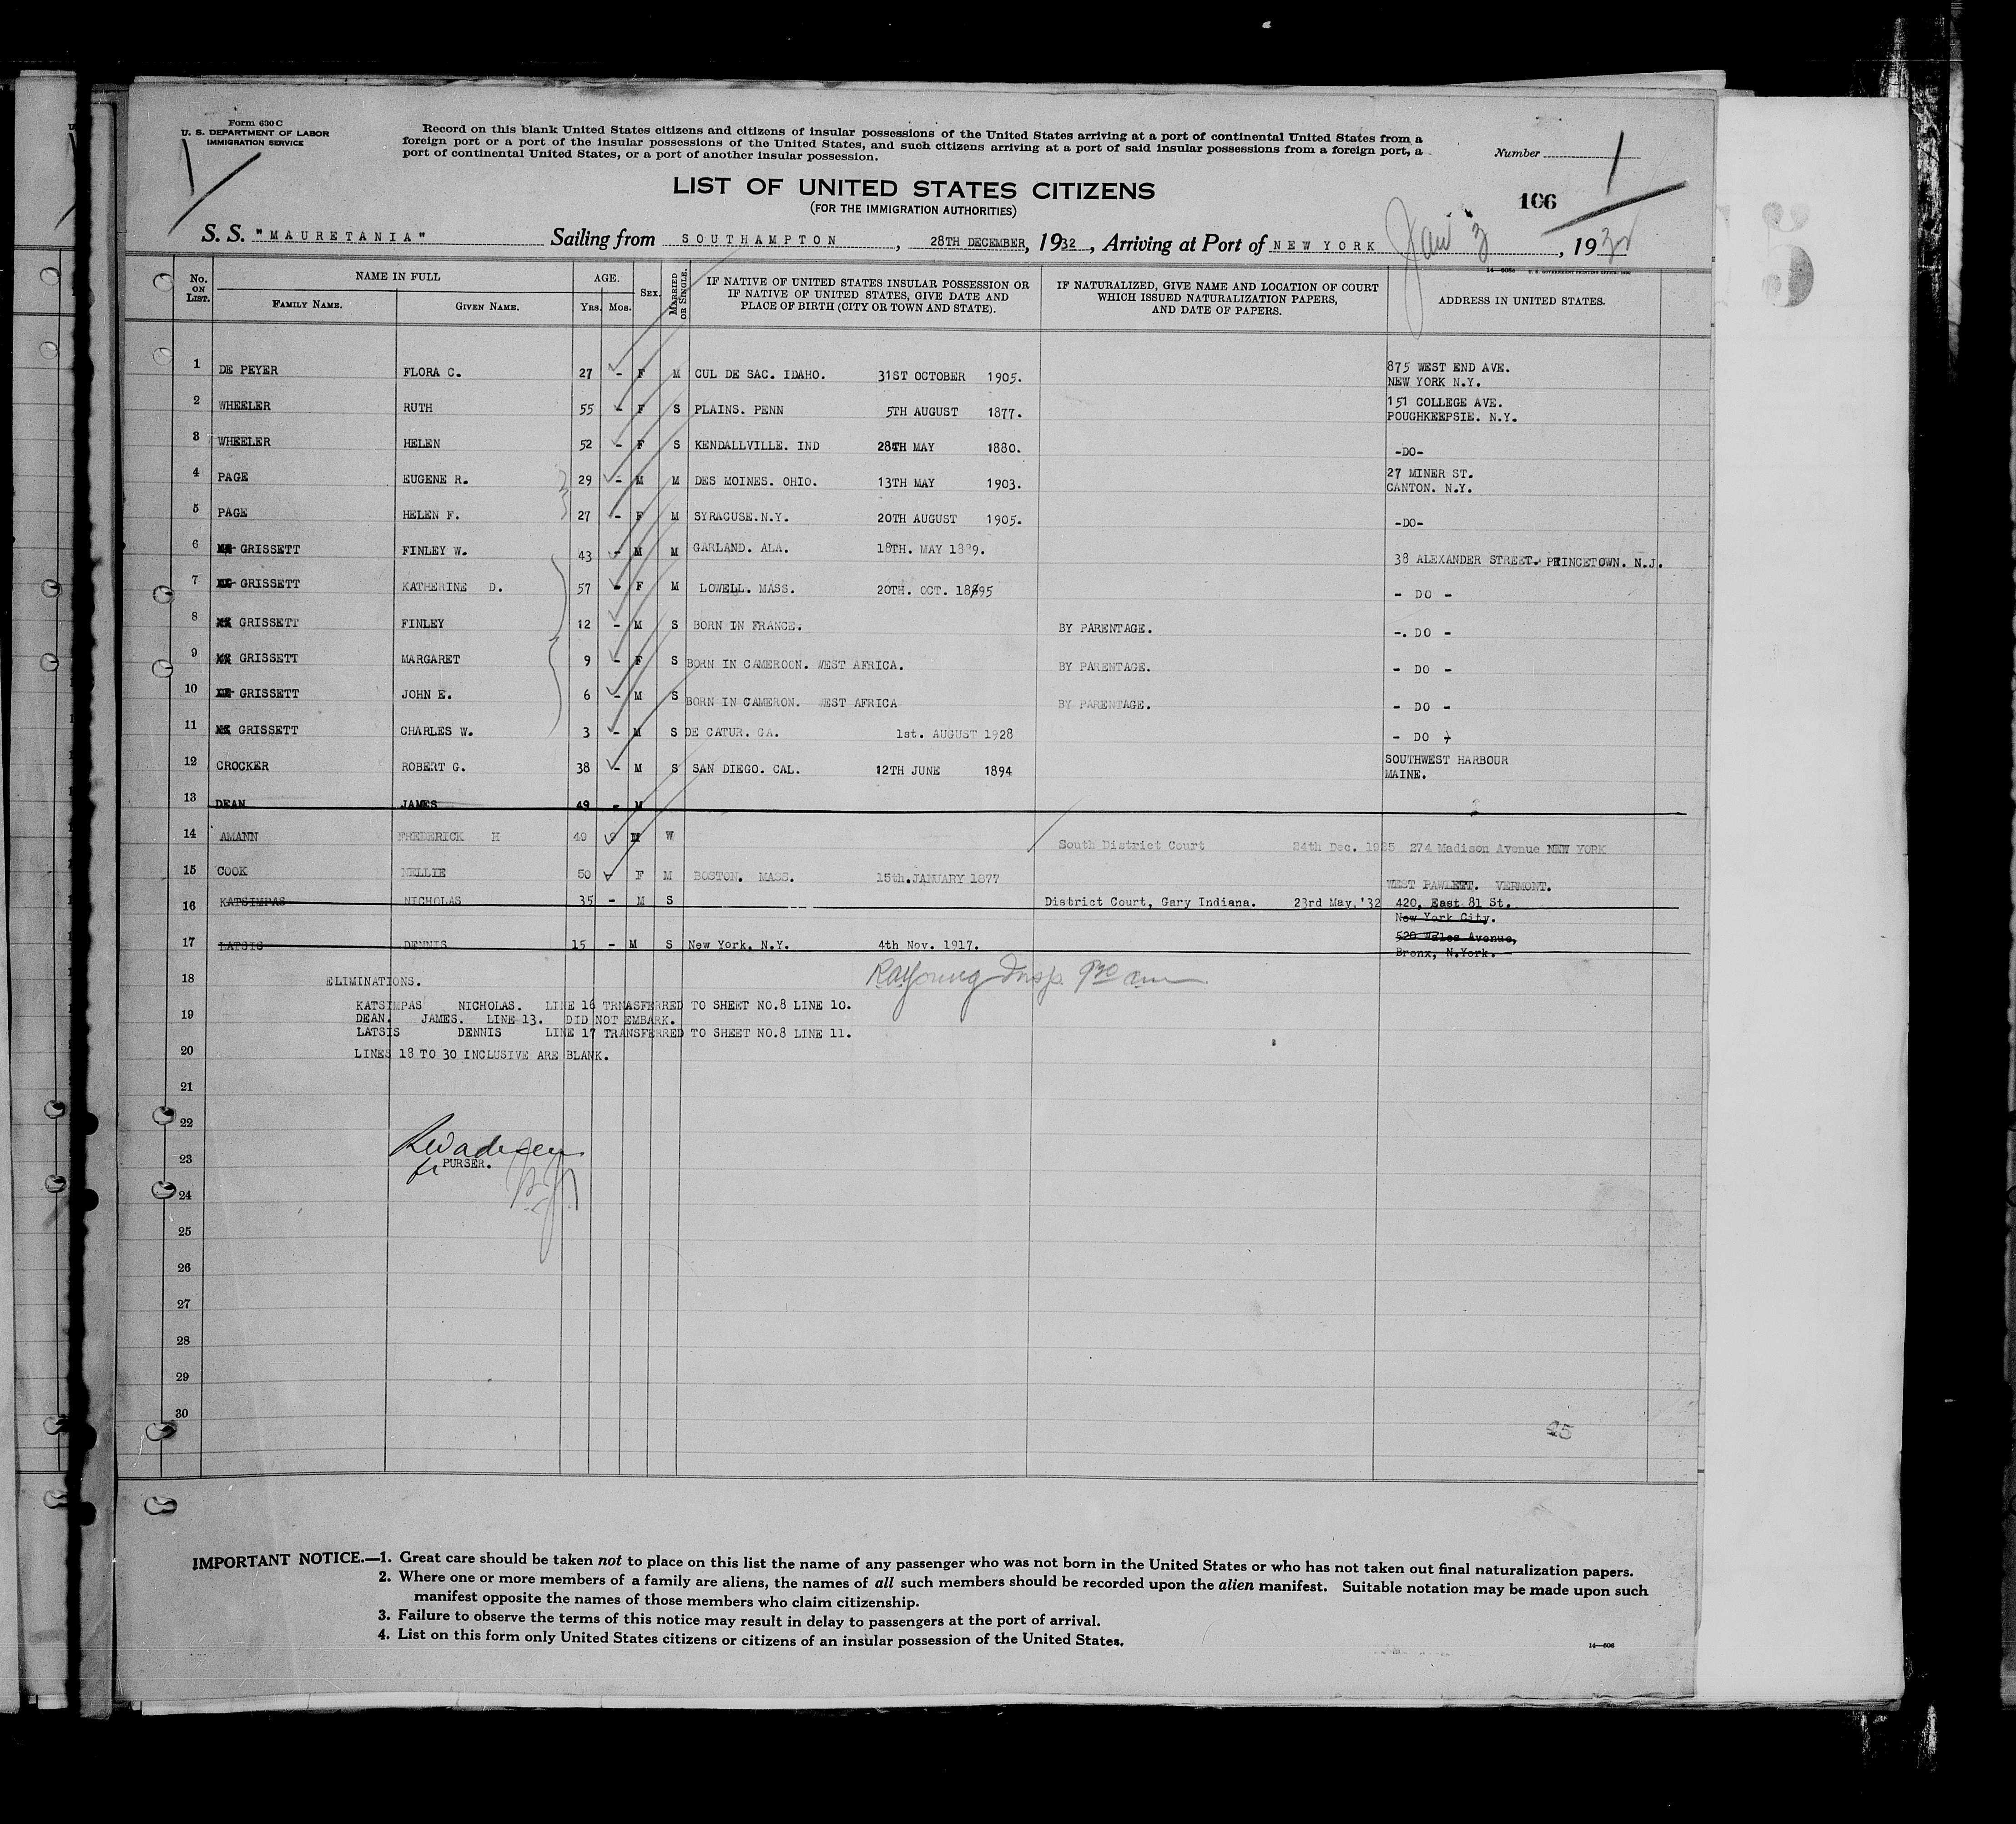 Form 630 C
U. S. DEPARTMENT OF LABOR
IMMIGRATION SERVICE
Record on this blank United States citizens and citizens of insular possessions of the United States arriving at a port of continental United States from a
foreign port or a port of the insular possessions of the United States, and such citizens arriving at a port of said insular possessions from a foreign port, a
port of continental United States, or a port of another insular possession.
Number
1
LIST OF UNITED STATES CITIZENS
(FOR THE IMMIGRATION AUTHORITIES)
106
S. S. "MAURETANIA" Sailing from SOUTHAMPTON, 28TH DECEMBER, 1932, Arriving at Port of NEW YORK Jan 3, 19
No. ON LIST. NAME IN FULL FAMILY NAME. GIVEN NAME. AGE. YRS. MOS. SEX. MARRIED OR SINGLE. IF NATIVE OF UNITED STATES INSULAR POSSESSION OR IF NATIVE OF UNITED STATES, GIVE DATE AND PLACE OF BIRTH (CITY OR TOWN AND STATE). IF NATURALIZED, GIVE NAME AND LOCATION OF COURT WHICH ISSUED NATURALIZATION PAPERS, AND DATE OF PAPERS. ADDRESS IN UNITED STATES.
1 DE PEYER FLORA C. 27 - F M CUL DE SAC. IDAHO. 31ST OCTOBER 1905. 875 WEST END AVE.
NEW YORK N.Y.
2 WHEELER RUTH 55 - F S PLAINS. PENN 5TH AUGUST 1877. 151 COLLEGE AVE.
POUGHKEEPSIE. N.Y.
3 WHEELER HELEN 52 - F S KENDALLVILLE. IND 28TH MAY 1880. -DO-
4 PAGE EUGENE R. 29 - M M DES MOINES. OHIO. 13TH MAY 1903. 27 MINER ST.
CANTON. N.Y.
5 PAGE HELEN F. 27 - F M SYRACUSE.N.Y. 20TH AUGUST 1905. -DO-
6 GRISSETT FINLEY W. 43 - M M GARLAND. ALA. 18TH. MAY 1889. 38 ALEXANDER STREET. PRINCETOWN. N.J.
7 GRISSETT KATHERINE D. 57 - F M LOWELL. MASS. 20TH. OCT. 1895 - DO -
8 GRISSETT FINLEY 12 - M S BORN IN FRANCE. BY PARENTAGE. -. DO -
9 GRISSETT MARGARET 9 - F S BORN IN CAMEROON. WEST AFRICA. BY PARENTAGE. - DO -
10 GRISSETT JOHN E. 6 - M S BORN IN CAMERON. WEST AFRICA BY PARENTAGE. - DO -
11 GRISSETT CHARLES W. 3 - M S DE CATUR. GA. 1st. AUGUST 1928 - DO -
12 CROCKER ROBERT G. 38 - M S SAN DIEGO. CAL. 12TH JUNE 1894 SOUTHWEST HARBOUR
MAINE.
13 DEAN JAMES 49 - M
14 AMANN FREDERICK H 49 M W South District Court 24th Dec. 1925 274 Madison Avenue NEW YORK
15 COOK NELLIE 50 F M BOSTON. MASS. 15th.JANUARY 1877 WEST PAWLETT. VERMONT.
16 KATSIMPAS NICHOLAS 35 - M S District Court, Gary Indiana. 23rd May,'32 420, East 81 St.
New York City.
17 LATSIS DENNIS 15 - M S New York. N.Y. 4th Nov. 1917. 520 Wales Avenue,
Bronx, N.York.
18 ELIMINATIONS.
KATSIMPAS NICHOLAS. LINE 16 TRNASFERRED TO SHEET NO.8 LINE 10.
19 DEAN. JAMES. LINE 13. DID NOT EMBARK.
LATSIS DENNIS LINE 17 TRANSFERRED TO SHEET NO.8 LINE 11.
20 LINES 18 TO 30 INCLUSIVE ARE BLANK.
21
22
23 PURSER.
24
25
26
27
28
29
30
IMPORTANT NOTICE.—1. Great care should be taken not to place on this list the name of any passenger who was not born in the United States or who has not taken out final naturalization papers.
2. Where one or more members of a family are aliens, the names of all such members should be recorded upon the alien manifest. Suitable notation may be made upon such
manifest opposite the names of those members who claim citizenship.
3. Failure to observe the terms of this notice may result in delay to passengers at the port of arrival.
4. List on this form only United States citizens or citizens of an insular possession of the United States.
14—508